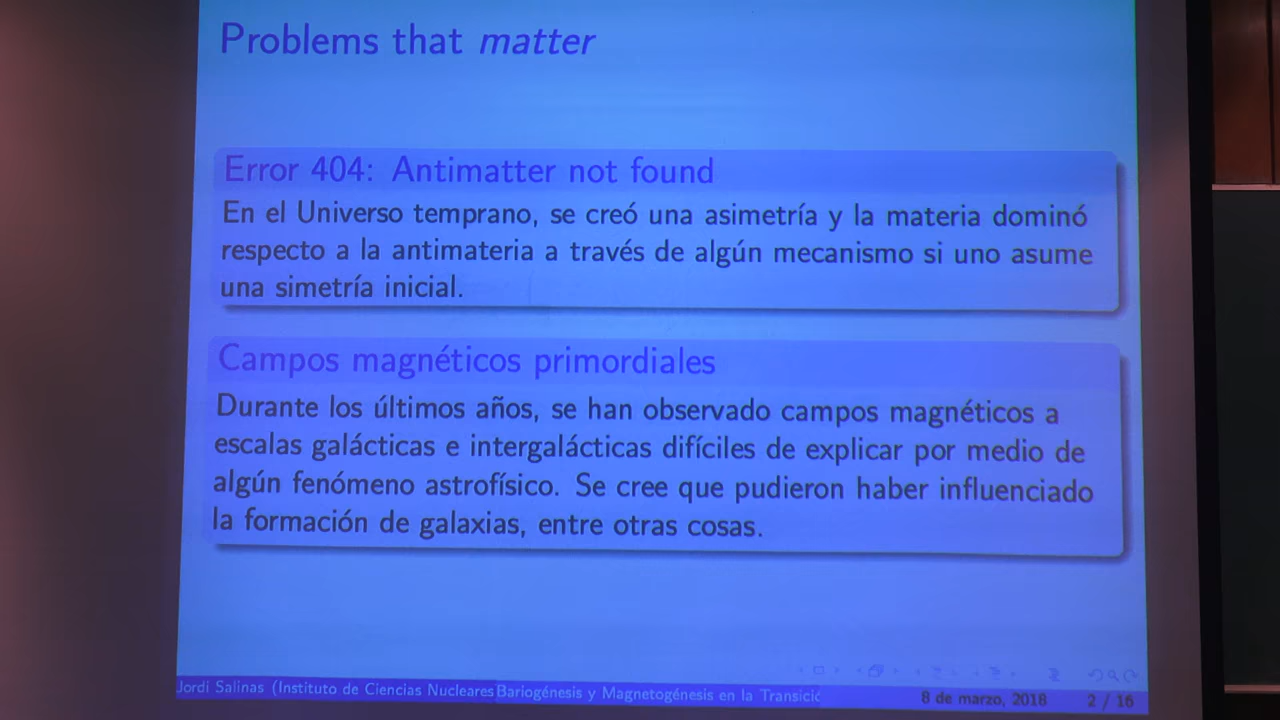 Problems that matter
Error 404: Antimatter not found
En el Universo temprano, se creó una asimetría y la materia dominó
respecto a la antimateria a través de algún mecanismo si uno asume
una simetría inicial.
Campos magnéticos primordiales
Durante los últimos años, se han observado campos magnéticos a
escalas galácticas e intergalácticas difíciles de explicar por medio de
algún fenómeno astrofísico. Se cree que pudieron haber influenciado
la formación de galaxias, entre otras cosas.
Jordi Salinas (Instituto de Ciencias Nucleares Bariogénesis y Magnetogénesis en la Transició 8 de marzo, 2018 2 / 16